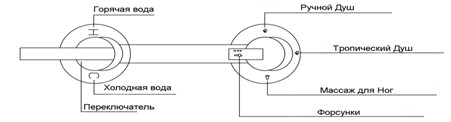 Горячая вода
Ручной Душ
Тропический Душ
Холодная вода
Массаж для Ног
Переключатель
Форсунки